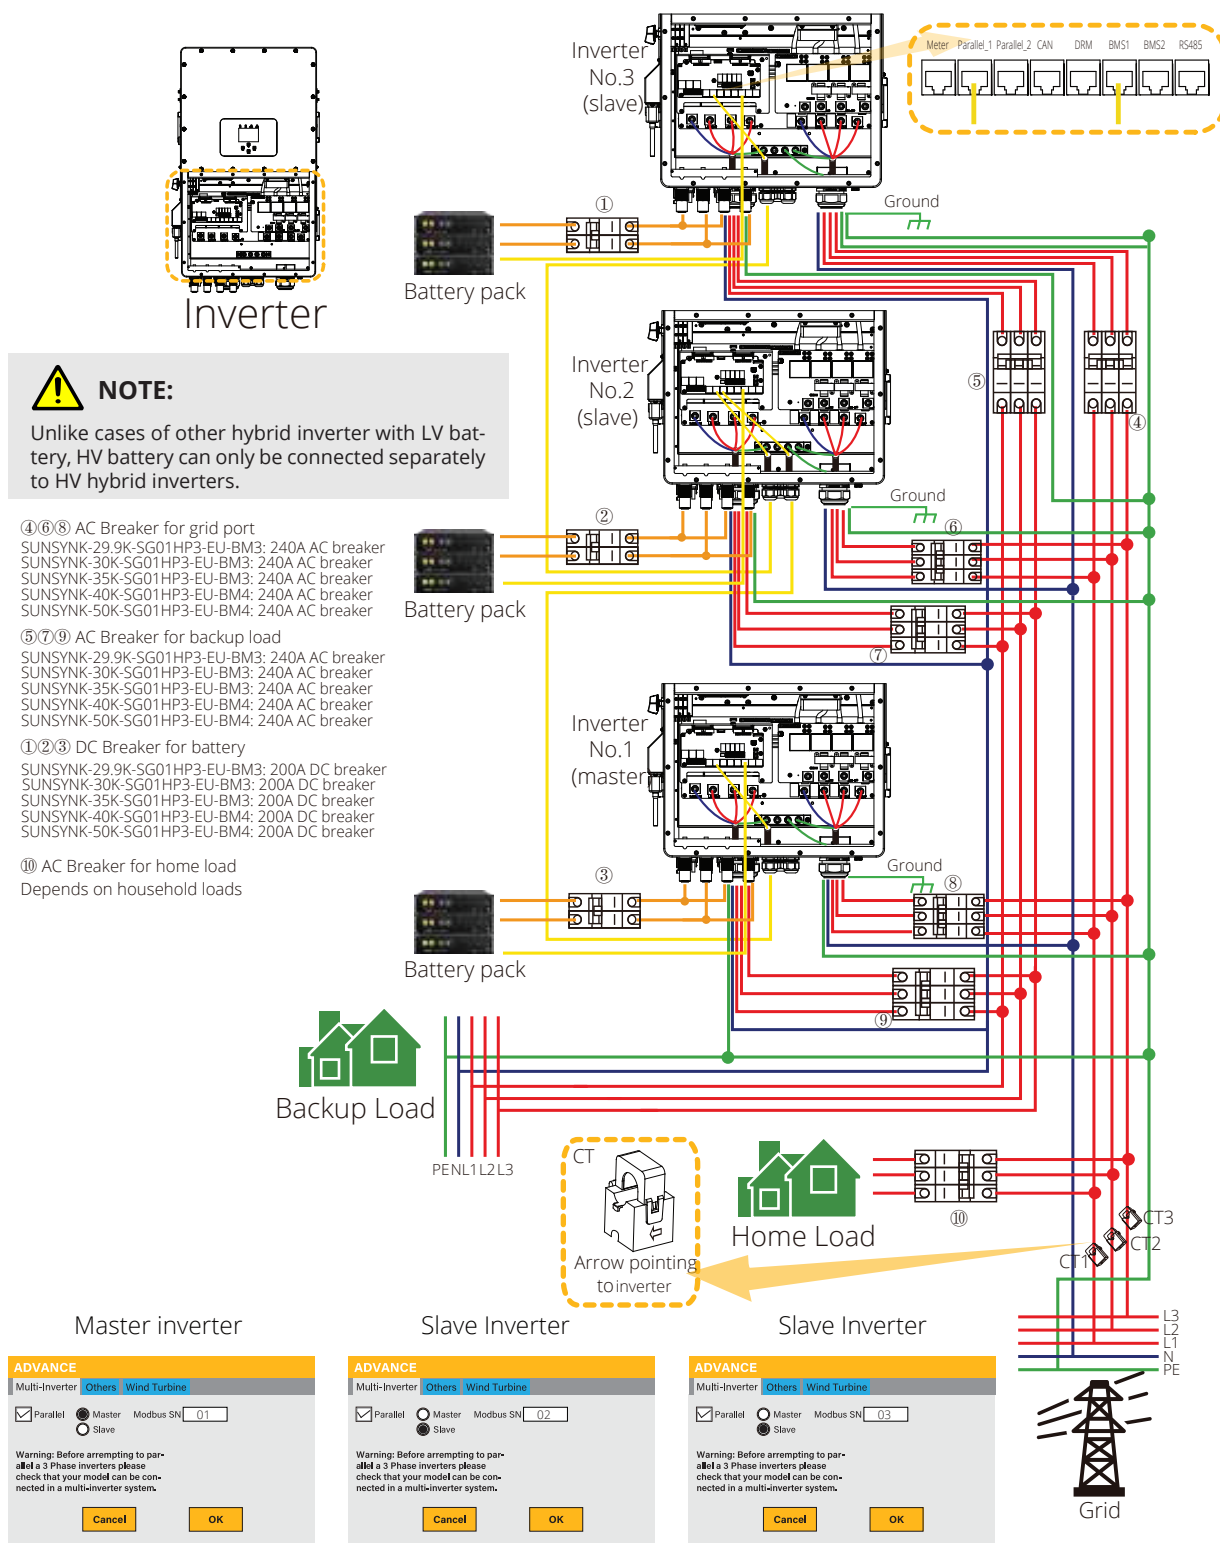 Inverter
No.3
(slave)
Meter Parallel_1 Parallel_2 CAN DRM BMS1 BMS2 RS485
①
Ground
Battery pack
Inverter
NOTE:
Unlike cases of other hybrid inverter with LV bat-
tery, HV battery can only be connected separately
to HV hybrid inverters.
Inverter
No.2
(slave)
⑤
④
②
Ground
⑥
Battery pack
⑦
④⑥⑧ AC Breaker for grid port
SUNSYNK-29.9K-SG01HP3-EU-BM3: 240A AC breaker
SUNSYNK-30K-SG01HP3-EU-BM3: 240A AC breaker
SUNSYNK-35K-SG01HP3-EU-BM3: 240A AC breaker
SUNSYNK-40K-SG01HP3-EU-BM4: 240A AC breaker
SUNSYNK-50K-SG01HP3-EU-BM4: 240A AC breaker
⑤⑦⑨ AC Breaker for backup load
SUNSYNK-29.9K-SG01HP3-EU-BM3: 240A AC breaker
SUNSYNK-30K-SG01HP3-EU-BM3: 240A AC breaker
SUNSYNK-35K-SG01HP3-EU-BM3: 240A AC breaker
SUNSYNK-40K-SG01HP3-EU-BM4: 240A AC breaker
SUNSYNK-50K-SG01HP3-EU-BM4: 240A AC breaker
①②③ DC Breaker for battery
SUNSYNK-29.9K-SG01HP3-EU-BM3: 200A DC breaker
SUNSYNK-30K-SG01HP3-EU-BM3: 200A DC breaker
SUNSYNK-35K-SG01HP3-EU-BM3: 200A DC breaker
SUNSYNK-40K-SG01HP3-EU-BM4: 200A DC breaker
SUNSYNK-50K-SG01HP3-EU-BM4: 200A DC breaker
⑩ AC Breaker for home load
Depends on household loads
Inverter
No.1
(master
③
Ground
⑧
Battery pack
⑨
Backup Load
PE N L1 L2 L3
CT
Arrow pointing
to inverter
Home Load
⑩
CT3
CT2
CT1
L3
L2
L1
N
PE
Grid
Master inverter
ADVANCE
Multi-Inverter Others Wind Turbine
Parallel Master Modbus SN 01
Slave
Warning: Before arrempting to par-
allel a 3 Phase inverters please
check that your model can be con-
nected in a multi-inverter system.
Cancel OK
Slave Inverter
ADVANCE
Multi-Inverter Others Wind Turbine
Parallel Master Modbus SN 02
Slave
Warning: Before arrempting to par-
allel a 3 Phase inverters please
check that your model can be con-
nected in a multi-inverter system.
Cancel OK
Slave Inverter
ADVANCE
Multi-Inverter Others Wind Turbine
Parallel Master Modbus SN 03
Slave
Warning: Before arrempting to par-
allel a 3 Phase inverters please
check that your model can be con-
nected in a multi-inverter system.
Cancel OK